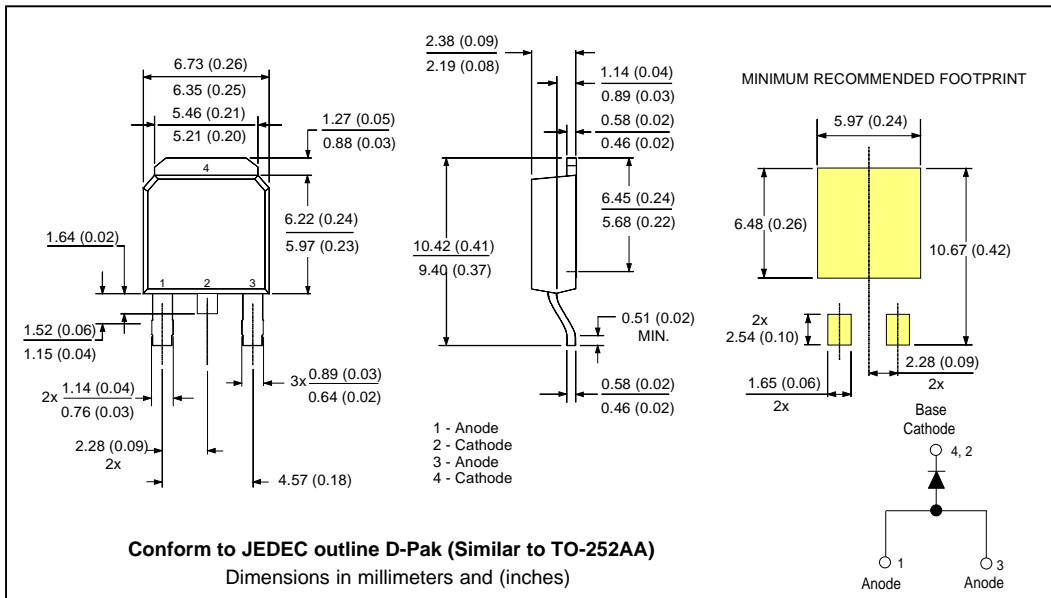 6.73 (0.26)
6.35 (0.25)
5.46 (0.21)
5.21 (0.20)
1.27 (0.05)
0.88 (0.03)
4
6.22 (0.24)
5.97 (0.23)
1.64 (0.02)
1 2 3
1.52 (0.06)
1.15 (0.04)
2x 1.14 (0.04)
0.76 (0.03)
3x 0.89 (0.03)
0.64 (0.02)
2.28 (0.09)
2x
4.57 (0.18)
2.38 (0.09)
2.19 (0.08)
1.14 (0.04)
0.89 (0.03)
0.58 (0.02)
0.46 (0.02)
6.45 (0.24)
5.68 (0.22)
10.42 (0.41)
9.40 (0.37)
0.51 (0.02)
MIN.
0.58 (0.02)
0.46 (0.02)
1 - Anode
2 - Cathode
3 - Anode
4 - Cathode
MINIMUM RECOMMENDED FOOTPRINT
5.97 (0.24)
6.48 (0.26)
10.67 (0.42)
2x
2.54 (0.10)
2.28 (0.09)
2x
1.65 (0.06)
2x
Base
Cathode
4, 2
1
Anode
3
Anode
Conform to JEDEC outline D-Pak (Similar to TO-252AA)
Dimensions in millimeters and (inches)